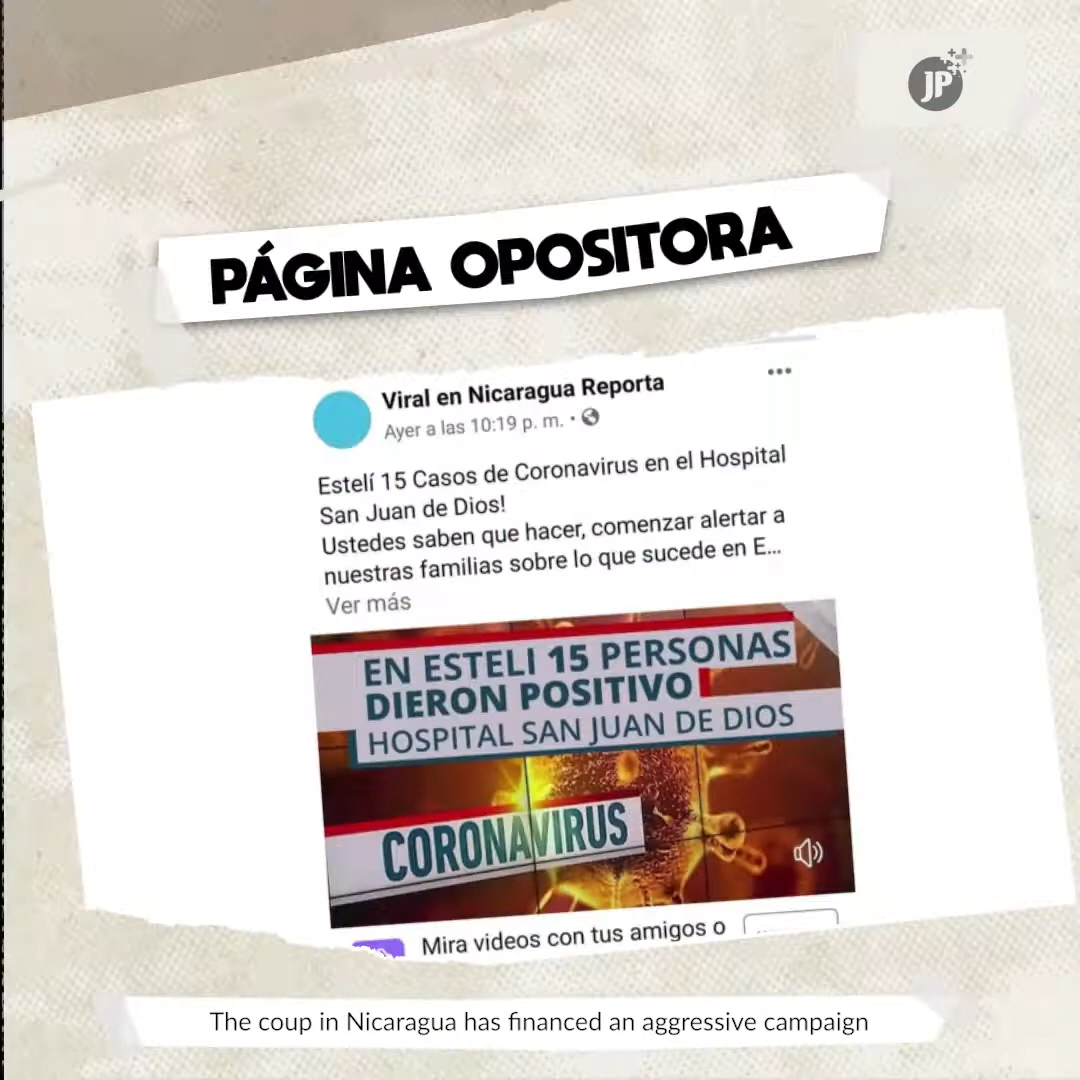 JP
PÁGINA OPOSITORA
Viral en Nicaragua Reporta
Ayer a las 10:19 p. m. •
Estelí 15 Casos de Coronavirus en el Hospital
San Juan de Dios!
Ustedes saben que hacer, comenzar alertar a
nuestras familias sobre lo que sucede en E...
Ver más
EN ESTELI 15 PERSONAS
DIERON POSITIVO
HOSPITAL SAN JUAN DE DIOS
CORONAVIRUS
Mira videos con tus amigos o
The coup in Nicaragua has financed an aggressive campaign